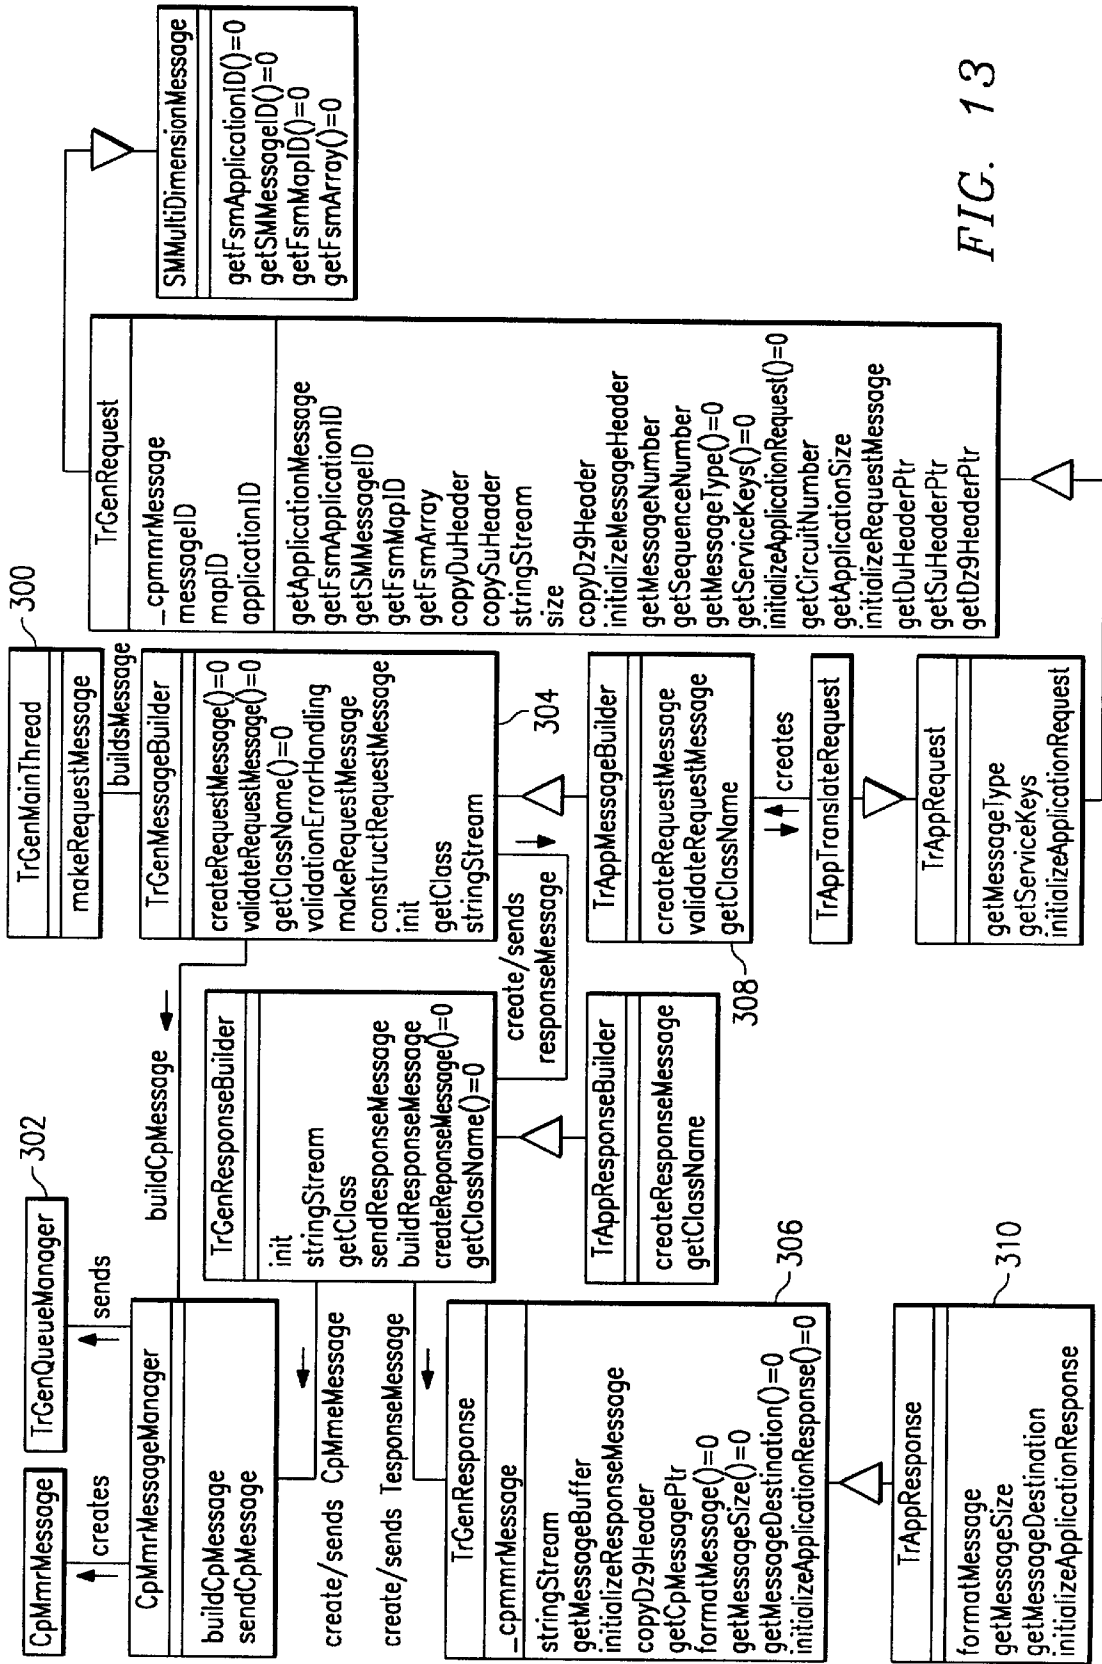 CpMmrMessage
creates
TrGenQueueManager
302
sends
CpMmrMessageManager
buildCpMessage
sendCpMessage
buildCpMessage
create/sends CpMmeMessage
create/sends TesponseMessage
TrGenResponse
_cpmmrMessage
stringStream
getMessageBuffer
initializeResponseMessage
copyDz9Header
getCpMessagePtr
formatMessage()=0
getMessageSize()=0
getMessageDestination()=0
initializeApplicationResponse()=0
306
TrAppResponse
formatMessage
getMessageSize
getMessageDestination
initializeApplicationResponse
310
TrGenResponseBuilder
init
stringStream
getClass
sendResponseMessage
buildResponseMessage
createReponseMessage()=0
getClassName()=0
TrAppResponseBuilder
createResponseMessage
getClassName
create/sends
responseMessage
TrGenMainThread
makeRequestMessage
300
buildsMessage
TrGenMessageBuilder
createRequestMessage()=0
validateRequestMessage()=0
getClassName()=0
validationErrorHandling
makeRequestMessage
constructRequestMessage
init
getClass
stringStream
304
TrAppMessageBuilder
createRequestMessage
validateRequestMessage
getClassName
308
creates
TrAppTranslateRequest
TrAppRequest
getMessageType
getServiceKeys
initializeApplicationRequest
TrGenRequest
_cpmmrMessage
messageID
mapID
applicationID
getApplicationMessage
getFsmApplicationID
getSMMessageID
getFsmMapID
getFsmArray
copyDuHeader
copySuHeader
stringStream
size
copyDz9Header
initializeMessageHeader
getMessageNumber
getSequenceNumber
getMessageType()=0
getServiceKeys()=0
initializeApplicationRequest()=0
getCircuitNumber
getApplicationSize
initializeRequestMessage
getDuHeaderPtr
getSuHeaderPtr
getDz9HeaderPtr
SMMultiDimensionMessage
getFsmApplicationID()=0
getSMMessageID()=0
getFsmMapID()=0
getFsmArray()=0
FIG. 13